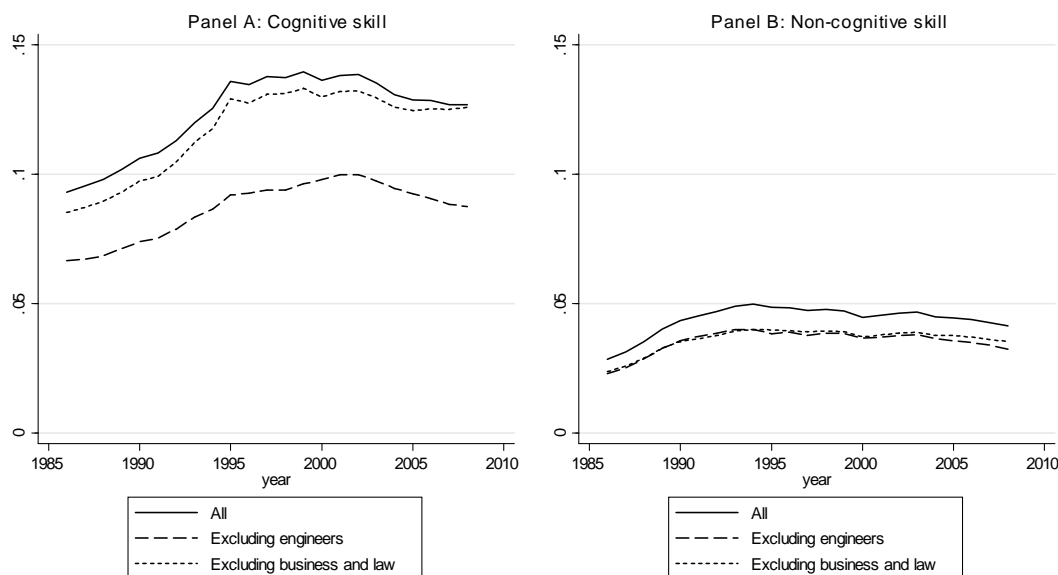 Panel A: Cognitive skill
.15
.1
.05
0
1985 1990 1995 2000 2005 2010
year
All
Excluding engineers
Excluding business and law
Panel B: Non-cognitive skill
.15
.1
.05
0
1985 1990 1995 2000 2005 2010
year
All
Excluding engineers
Excluding business and law